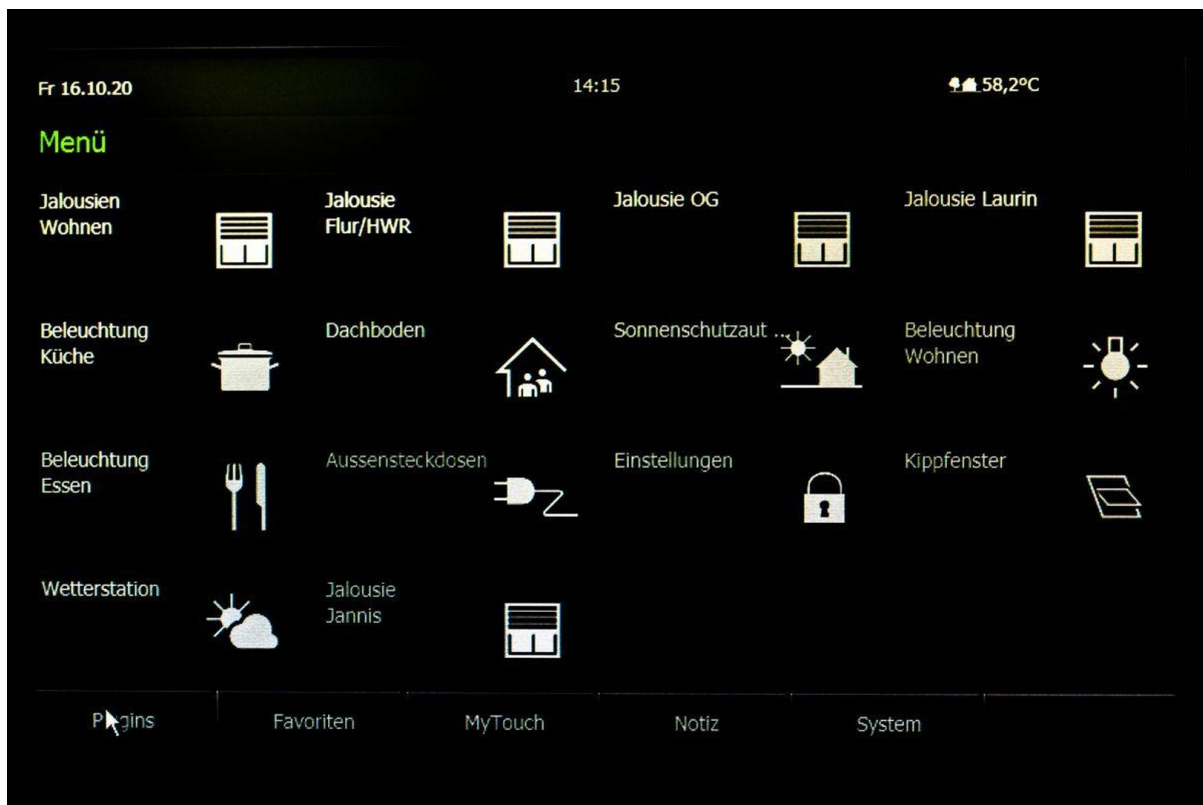 Fr 16.10.20 14:15 58,2°C
Menü
Jalousien
Wohnen
Jalousie
Flur/HWR
Jalousie OG
Jalousie Laurin
Beleuchtung
Küche
Dachboden
Sonnenschutzaut ...
Beleuchtung
Wohnen
Beleuchtung
Essen
Aussensteckdosen
Einstellungen
Kippfenster
Wetterstation
Jalousie
Jannis
Plugins Favoriten MyTouch Notiz System